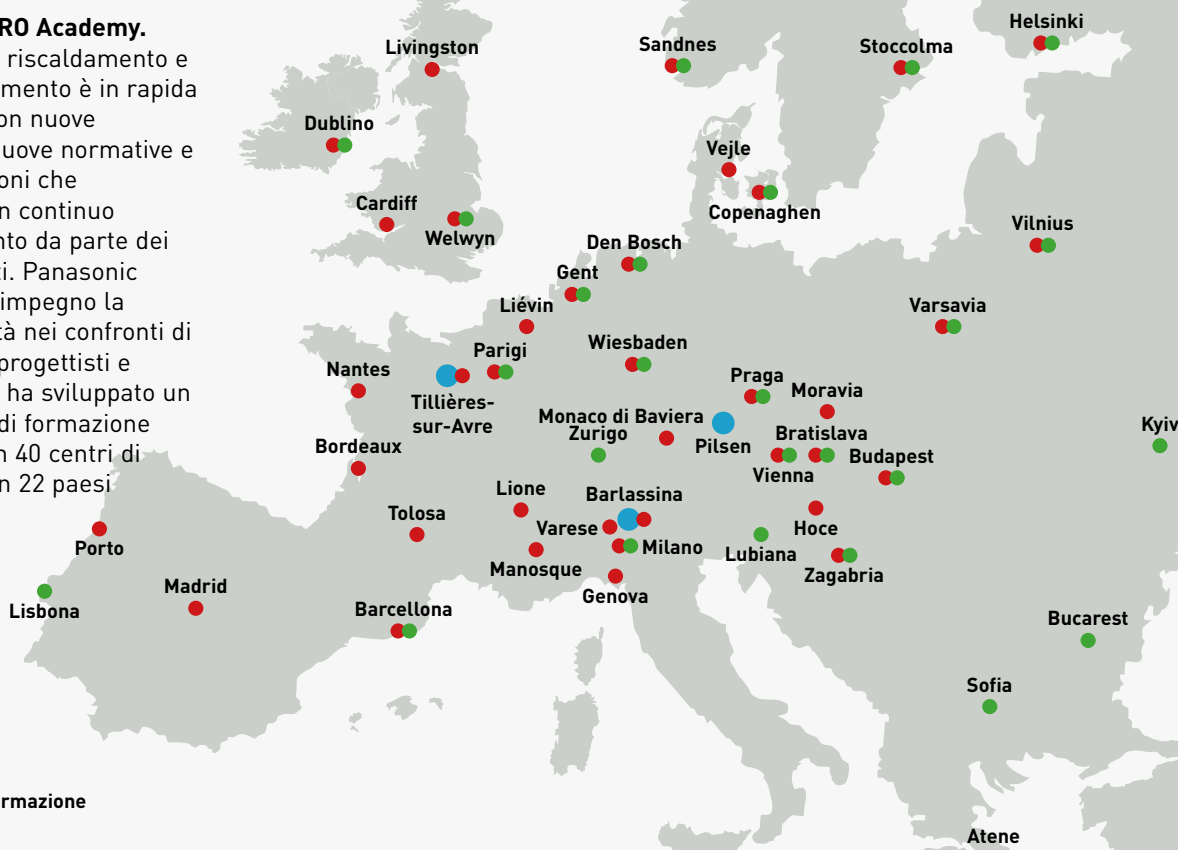 RO Academy.
riscaldamento e
mento è in rapida
on nuove
uove normative e
oni che
n continuo
nto da parte dei
ti. Panasonic
impegno la
tà nei confronti di
progettisti e
ha sviluppato un
di formazione
n 40 centri di
n 22 paesi
Helsinki
Livingston
Sandnes
Stoccolma
Dublino
Vejle
Cardiff
Copenaghen
Welwyn
Vilnius
Den Bosch
Gent
Liévin
Varsavia
Parigi
Wiesbaden
Nantes
Praga
Moravia
Tillières-
sur-Avre
Monaco di Baviera
Kyiv
Zurigo
Pilsen
Bratislava
Bordeaux
Budapest
Vienna
Lione
Barlassina
Tolosa
Varese
Hoce
Porto
Milano
Lubiana
Manosque
Zagabria
Madrid
Genova
Lisbona
Barcellona
Bucarest
Sofia
rmazione
Atene